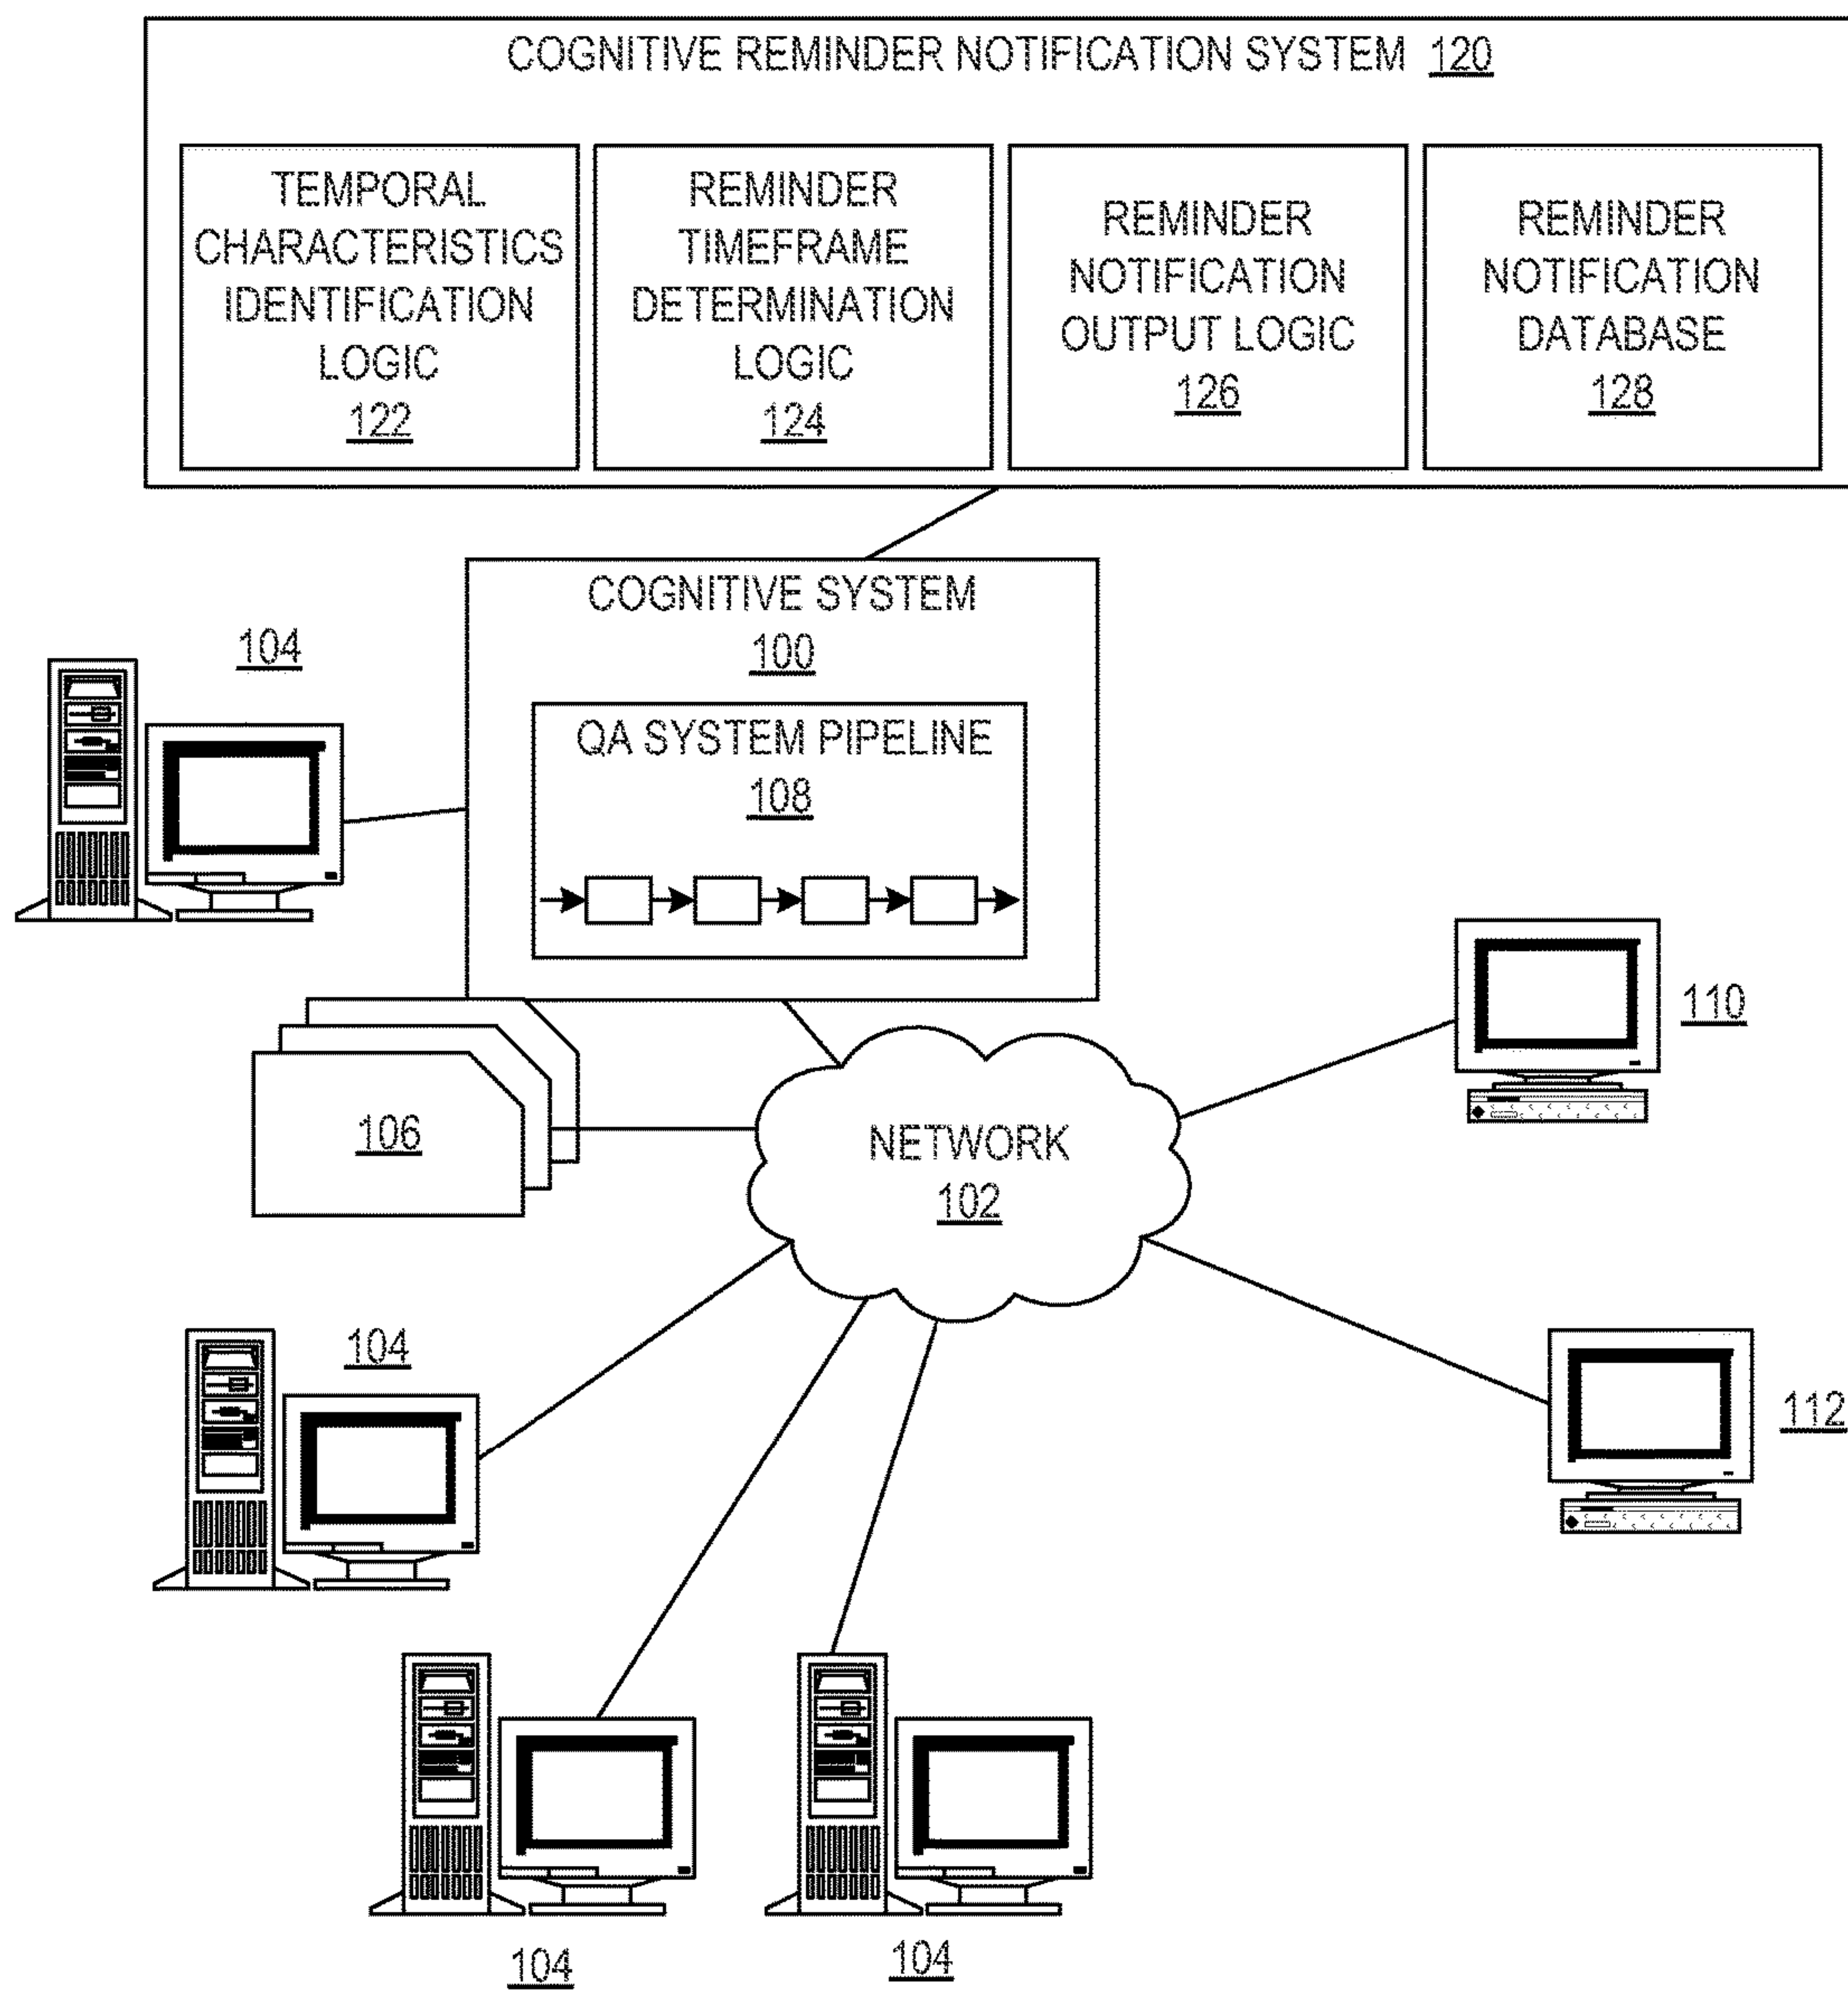 COGNITIVE REMINDER NOTIFICATION SYSTEM 120
TEMPORAL
CHARACTERISTICS
IDENTIFICATION
LOGIC
122
REMINDER
TIMEFRAME
DETERMINATION
LOGIC
124
REMINDER
NOTIFICATION
OUTPUT LOGIC
126
REMINDER
NOTIFICATION
DATABASE
128
COGNITIVE SYSTEM
100
104
QA SYSTEM PIPELINE
108
110
106
NETWORK
102
104
112
104
104